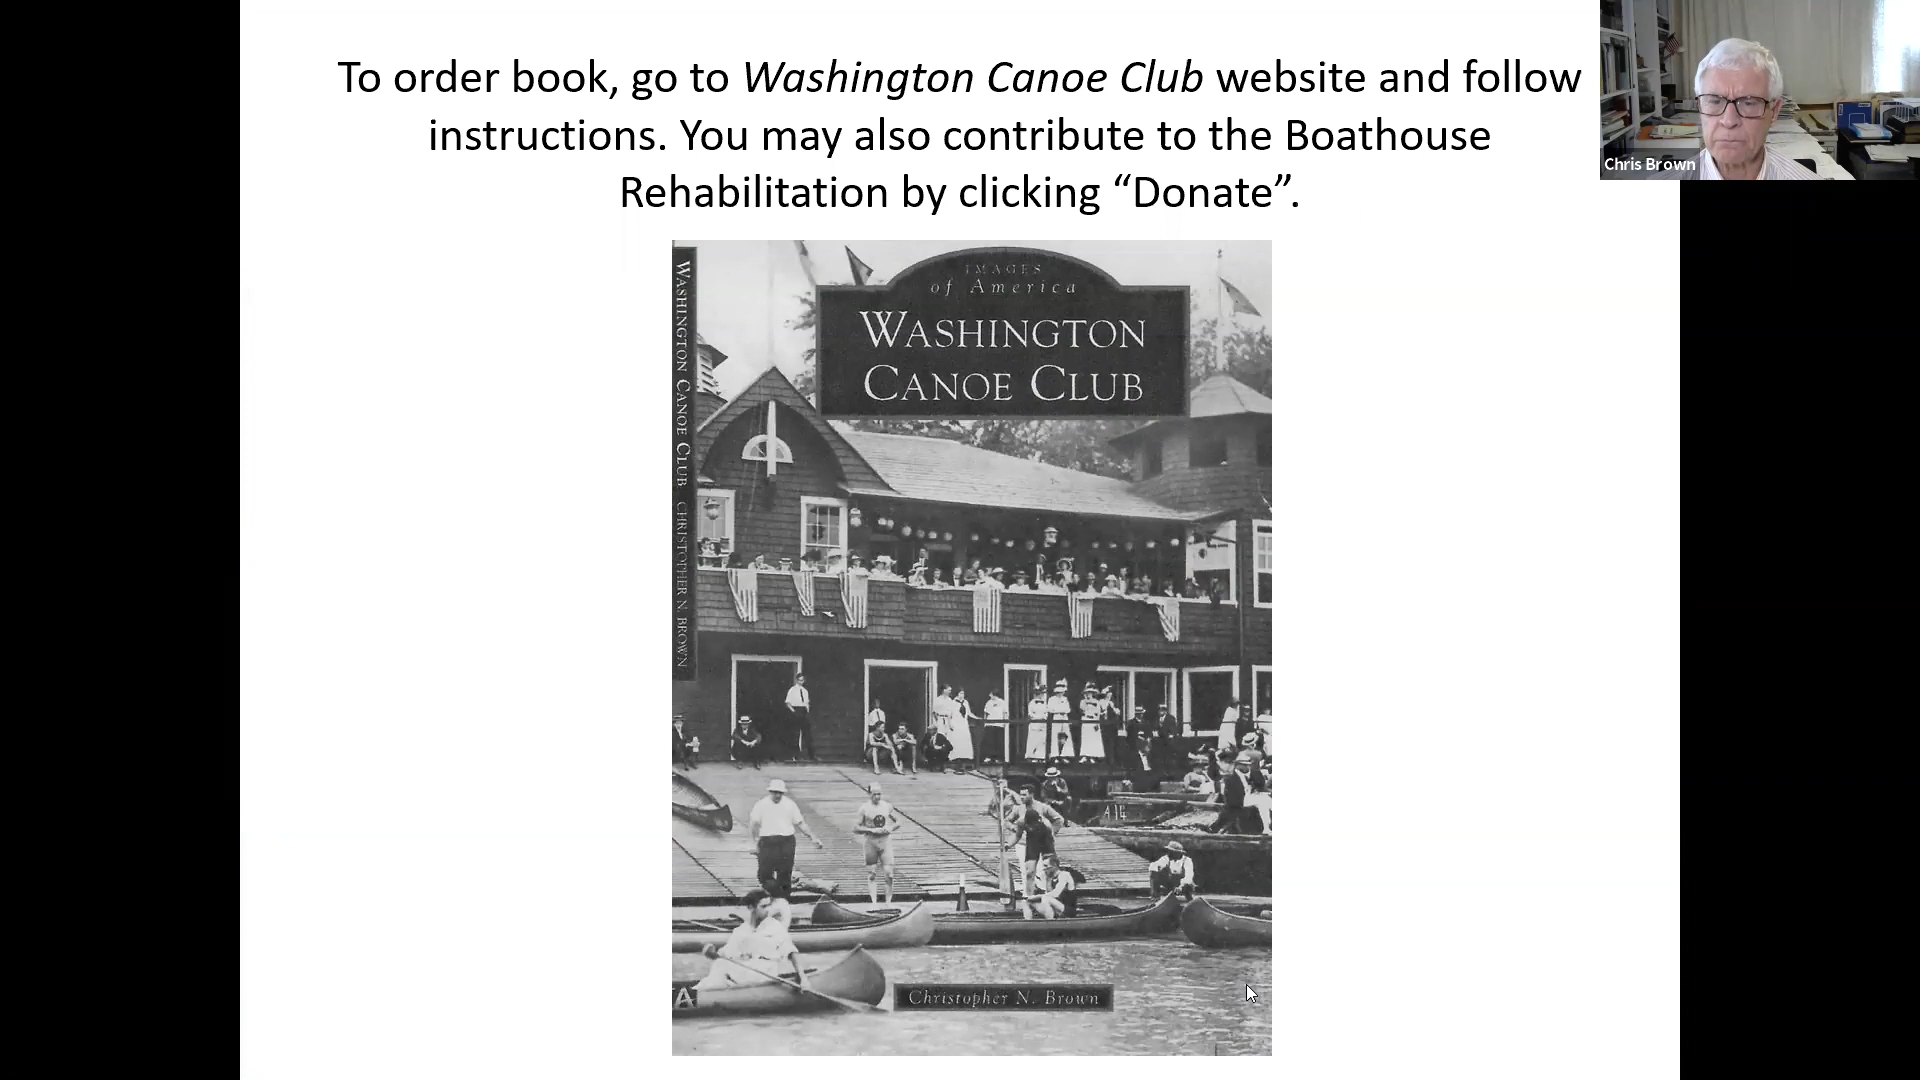 To order book, go to Washington Canoe Club website and follow
instructions. You may also contribute to the Boathouse
Rehabilitation by clicking “Donate”.
Chris Brown
WASHINGTON CANOE CLUB CHRISTOPHER N. BROWN
IMAGES
of America
WASHINGTON
CANOE CLUB
A14
A
Christopher N. Brown